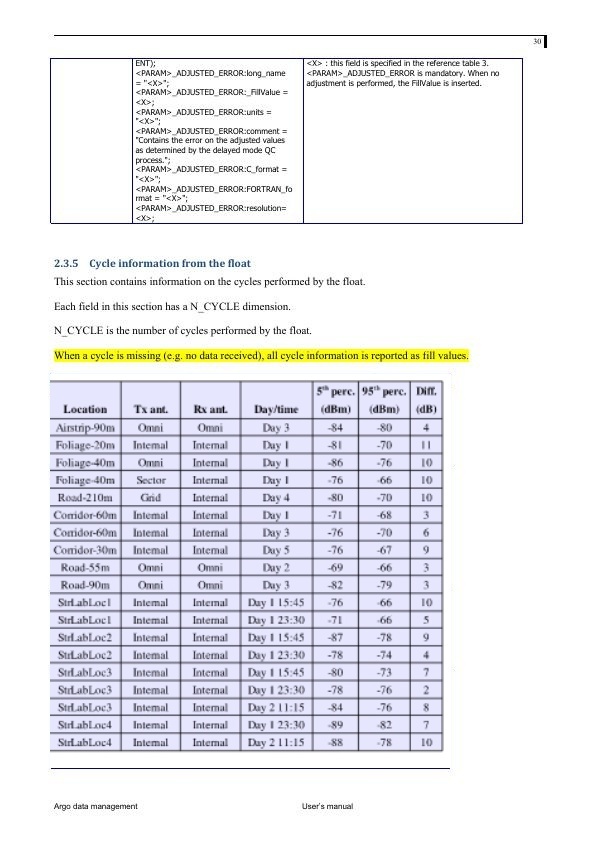 30
ENT);
<PARAM>_ADJUSTED_ERROR:long_name
= "<X>";
<PARAM>_ADJUSTED_ERROR:_FillValue =
<X>;
<PARAM>_ADJUSTED_ERROR:units =
"<X>";
<PARAM>_ADJUSTED_ERROR:comment =
"Contains the error on the adjusted values
as determined by the delayed mode QC
process.";
<PARAM>_ADJUSTED_ERROR:C_format =
"<X>";
<PARAM>_ADJUSTED_ERROR:FORTRAN_fo
rmat = "<X>";
<PARAM>_ADJUSTED_ERROR:resolution=
<X>;
<X> : this field is specified in the reference table 3.
<PARAM>_ADJUSTED_ERROR is mandatory. When no
adjustment is performed, the FillValue is inserted.
2.3.5 Cycle information from the float
This section contains information on the cycles performed by the float.
Each field in this section has a N_CYCLE dimension.
N_CYCLE is the number of cycles performed by the float.
When a cycle is missing (e.g. no data received), all cycle information is reported as fill values.
5th perc. 95th perc. Diff.
Location Tx ant. Rx ant. Day/time (dBm) (dBm) (dB)
Airstrip-90m Omni Omni Day 3 -84 -80 4
Foliage-20m Internal Internal Day 1 -81 -70 11
Foliage-40m Omni Internal Day 1 -86 -76 10
Foliage-40m Sector Internal Day 1 -76 -66 10
Road-210m Grid Internal Day 4 -80 -70 10
Corridor-60m Internal Internal Day 1 -71 -68 3
Corridor-60m Internal Internal Day 3 -76 -70 6
Corridor-30m Internal Internal Day 5 -76 -67 9
Road-55m Omni Omni Day 2 -69 -66 3
Road-90m Omni Omni Day 3 -82 -79 3
StrLabLoc1 Internal Internal Day 1 15:45 -76 -66 10
StrLabLoc1 Internal Internal Day 1 23:30 -71 -66 5
StrLabLoc2 Internal Internal Day 1 15:45 -87 -78 9
StrLabLoc2 Internal Internal Day 1 23:30 -78 -74 4
StrLabLoc3 Internal Internal Day 1 15:45 -80 -73 7
StrLabLoc3 Internal Internal Day 1 23:30 -78 -76 2
StrLabLoc3 Internal Internal Day 2 11:15 -84 -76 8
StrLabLoc4 Internal Internal Day 1 23:30 -89 -82 7
StrLabLoc4 Internal Internal Day 2 11:15 -88 -78 10
Argo data management User's manual